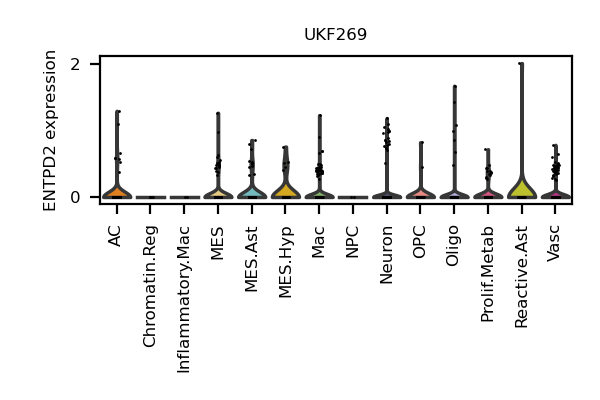 UKF269
ENTPD2 expression
2
0
AC
Chromatin.Reg
Inflammatory.Mac
MES
MES.Ast
MES.Hyp
Mac
NPC
Neuron
OPC
Oligo
Prolif.Metab
Reactive.Ast
Vasc